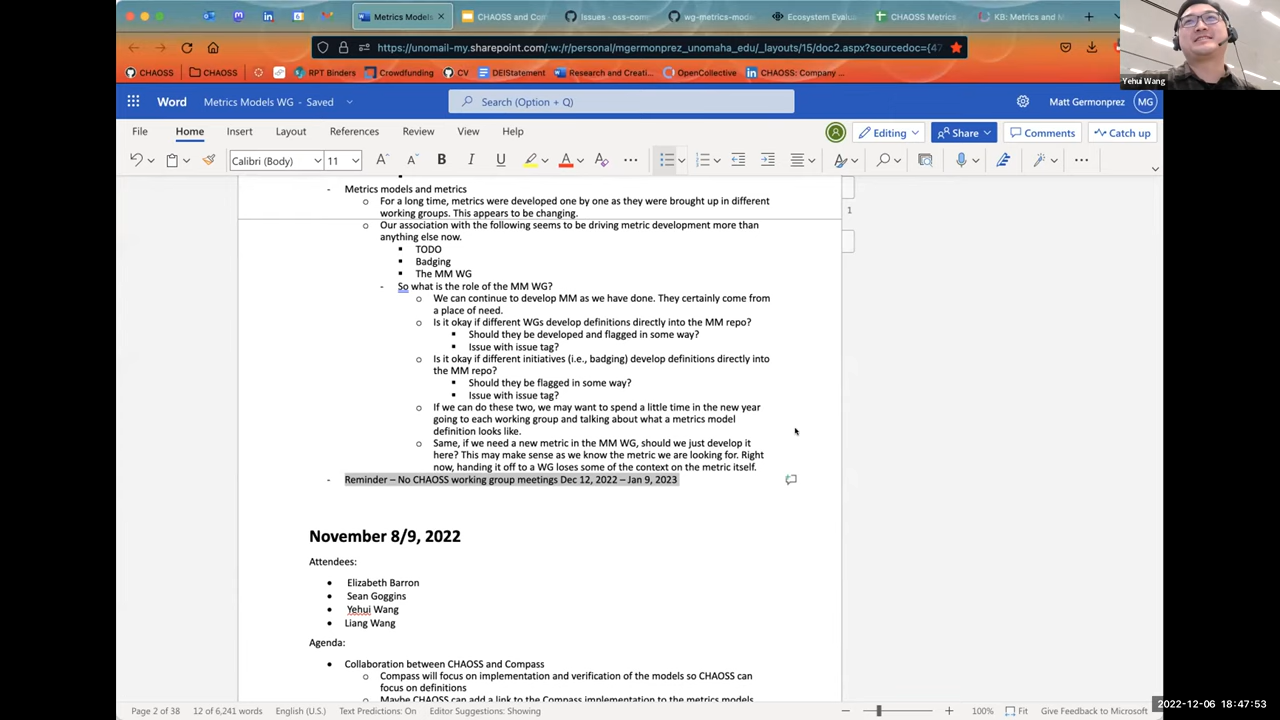 Metrics Models
CHAOSS and Co
Issues · oss-com
wg-metrics-mod
Ecosystem Evalu
CHAOSS Metrics
KB: Metrics and M
https://unomail-my.sharepoint.com/:w:/r/personal/mgermonprez_unomaha_edu/_layouts/15/doc2.aspx?sourcedoc={47
CHAOSS
CHAOSS
RPT Binders
Crowdfunding
CV
DEIStatement
Research and Creati...
OpenCollective
CHAOSS: Company ...
Yehui Wang
Word
Metrics Models WG - Saved
Search (Option + Q)
Matt Germonprez
MG
File
Home
Insert
Layout
References
Review
View
Help
Editing
Share
Comments
Catch up
Calibri (Body)
11
B I U A
Metrics models and metrics
For a long time, metrics were developed one by one as they were brought up in different
working groups. This appears to be changing.
1
Our association with the following seems to be driving metric development more than
anything else now.
TODO
Badging
The MM WG
So what is the role of the MM WG?
We can continue to develop MM as we have done. They certainly come from
a place of need.
Is it okay if different WGs develop definitions directly into the MM repo?
Should they be developed and flagged in some way?
Issue with issue tag?
Is it okay if different initiatives (i.e., badging) develop definitions directly into
the MM repo?
Should they be flagged in some way?
Issue with issue tag?
If we can do these two, we may want to spend a little time in the new year
going to each working group and talking about what a metrics model
definition looks like.
Same, if we need a new metric in the MM WG, should we just develop it
here? This may make sense as we know the metric we are looking for. Right
now, handing it off to a WG loses some of the context on the metric itself.
Reminder – No CHAOSS working group meetings Dec 12, 2022 – Jan 9, 2023
November 8/9, 2022
Attendees:
Elizabeth Barron
Sean Goggins
Yehui Wang
Liang Wang
Agenda:
Collaboration between CHAOSS and Compass
Compass will focus on implementation and verification of the models so CHAOSS can
focus on definitions
Maybe CHAOSS can add a link to the Compass implementation to the metrics models
Page 2 of 38
12 of 6,241 words
English (U.S.)
Text Predictions: On
Editor Suggestions: Showing
100%
Fit
Give Feedback to Microsoft
2022-12-06 18:47:53